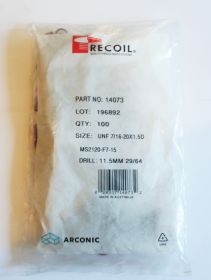 RECOIL
PART NO: 14073
LOT: 196892
QTY: 100
SIZE: UNF 7/16-20X1.5D
MS2120-F7-15
DRILL: 11.5MM 29/64
MADE IN AUSTRALIA
ARCONIC